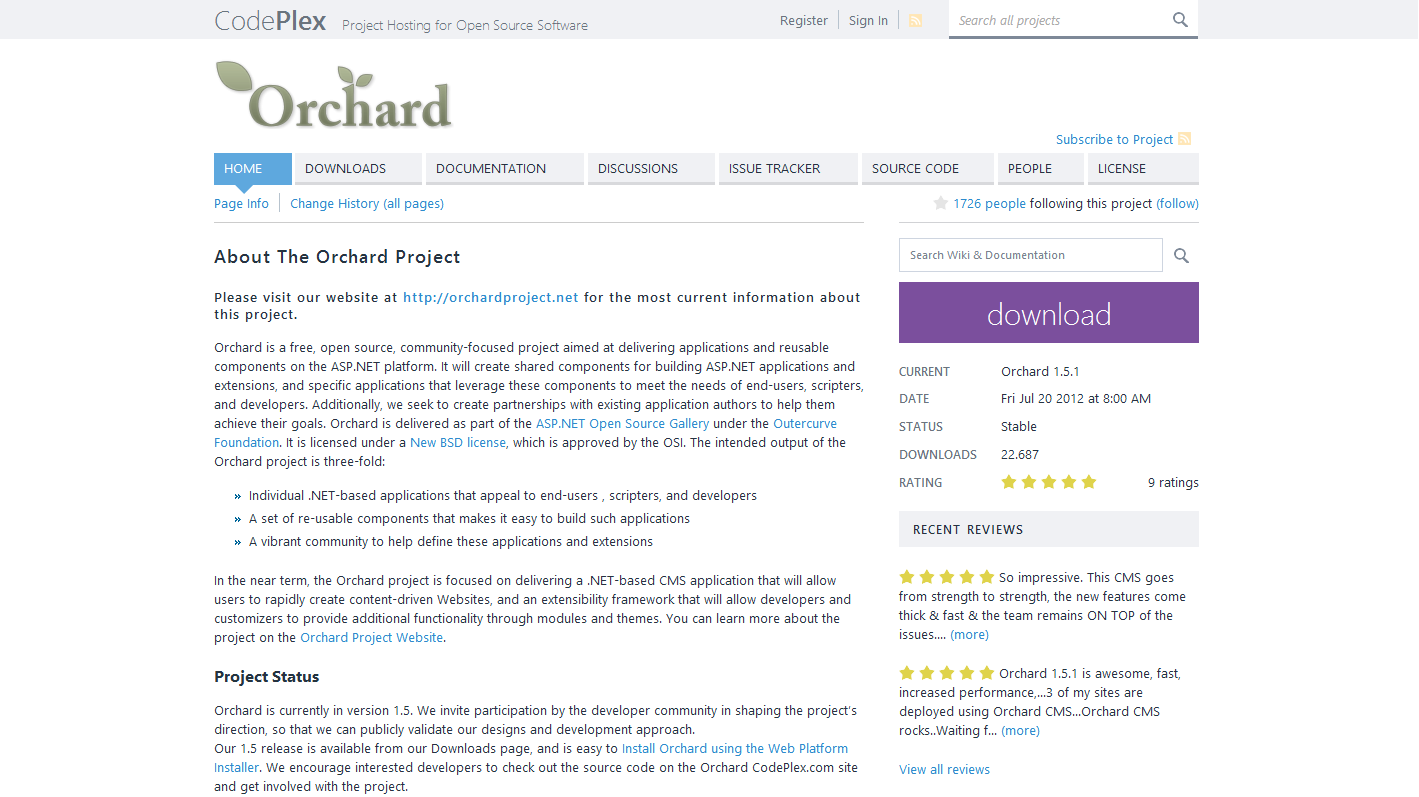 CodePlex Project Hosting for Open Source Software
Register Sign In
Search all projects
Orchard
Subscribe to Project
HOME DOWNLOADS DOCUMENTATION DISCUSSIONS ISSUE TRACKER SOURCE CODE PEOPLE LICENSE
Page Info Change History (all pages)
1726 people following this project (follow)
About The Orchard Project
Please visit our website at http://orchardproject.net for the most current information about
this project.
Orchard is a free, open source, community-focused project aimed at delivering applications and reusable
components on the ASP.NET platform. It will create shared components for building ASP.NET applications and
extensions, and specific applications that leverage these components to meet the needs of end-users, scripters,
and developers. Additionally, we seek to create partnerships with existing application authors to help them
achieve their goals. Orchard is delivered as part of the ASP.NET Open Source Gallery under the Outercurve
Foundation. It is licensed under a New BSD license, which is approved by the OSI. The intended output of the
Orchard project is three-fold:
» Individual .NET-based applications that appeal to end-users , scripters, and developers
» A set of re-usable components that makes it easy to build such applications
» A vibrant community to help define these applications and extensions
In the near term, the Orchard project is focused on delivering a .NET-based CMS application that will allow
users to rapidly create content-driven Websites, and an extensibility framework that will allow developers and
customizers to provide additional functionality through modules and themes. You can learn more about the
project on the Orchard Project Website.
Project Status
Orchard is currently in version 1.5. We invite participation by the developer community in shaping the project's
direction, so that we can publicly validate our designs and development approach.
Our 1.5 release is available from our Downloads page, and is easy to Install Orchard using the Web Platform
Installer. We encourage interested developers to check out the source code on the Orchard CodePlex.com site
and get involved with the project.
Search Wiki & Documentation
download
CURRENT Orchard 1.5.1
DATE Fri Jul 20 2012 at 8:00 AM
STATUS Stable
DOWNLOADS 22.687
RATING 9 ratings
RECENT REVIEWS
So impressive. This CMS goes
from strength to strength, the new features come
thick & fast & the team remains ON TOP of the
issues.... (more)
Orchard 1.5.1 is awesome, fast,
increased performance,...3 of my sites are
deployed using Orchard CMS...Orchard CMS
rocks..Waiting f... (more)
View all reviews